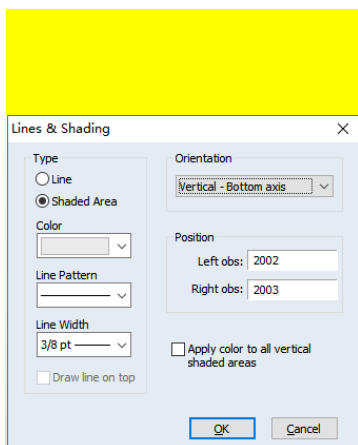 Lines & Shading
Type
Line
Shaded Area
Color
Line Pattern
Line Width
3/8 pt
Draw line on top
Orientation
Vertical - Bottom axis
Position
Left obs: 2002
Right obs: 2003
Apply color to all vertical
shaded areas
OK
Cancel